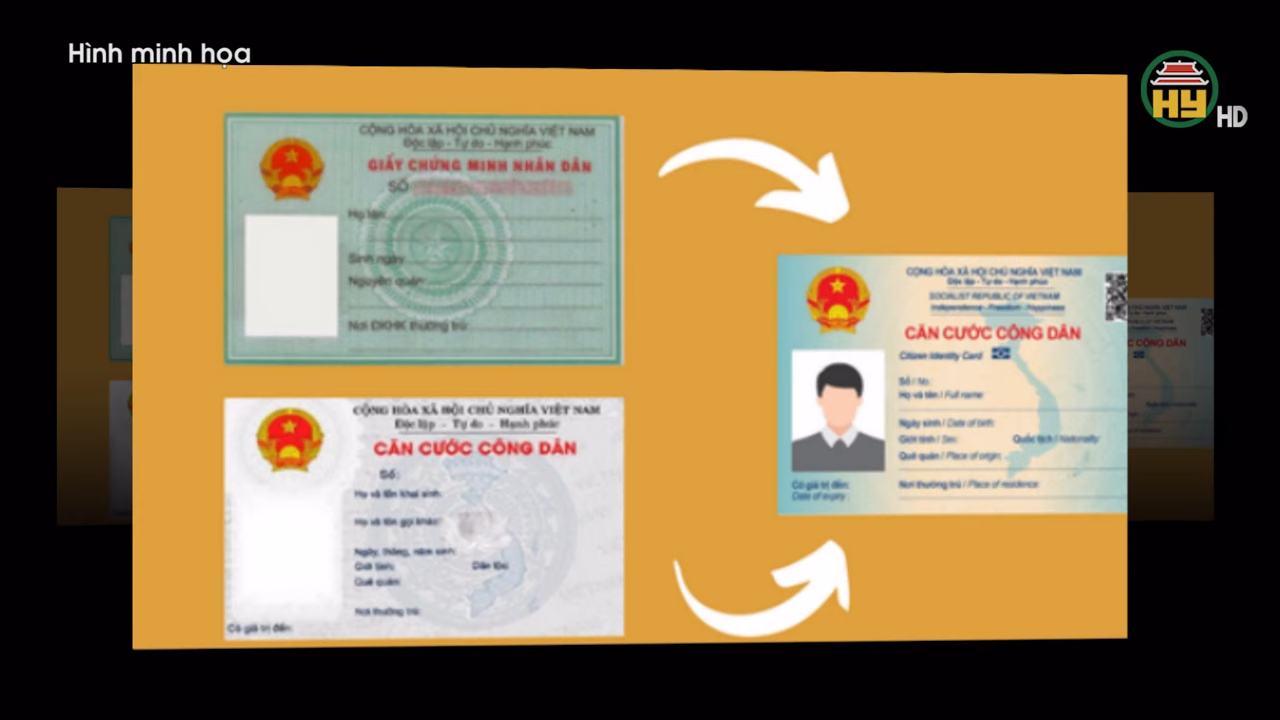 Hình minh họa
HY HD
CỘNG HÒA XÃ HỘI CHỦ NGHĨA VIỆT NAM
Độc lập - Tự do - Hạnh phúc
GIẤY CHỨNG MINH NHÂN DÂN
SỐ
Họ tên:
Sinh ngày
Nguyên quán:
Nơi ĐKHK thường trú:
CỘNG HÒA XÃ HỘI CHỦ NGHĨA VIỆT NAM
Độc lập - Tự do - Hạnh phúc
CĂN CƯỚC CÔNG DÂN
Số:
Họ và tên khai sinh:
Họ và tên gọi khác:
Ngày, tháng, năm sinh:
Giới tính: Dân tộc:
Quê quán:
Nơi thường trú:
Có giá trị đến:
CỘNG HÒA XÃ HỘI CHỦ NGHĨA VIỆT NAM
Độc lập - Tự do - Hạnh phúc
SOCIALIST REPUBLIC OF VIETNAM
Independence - Freedom - Happiness
CĂN CƯỚC CÔNG DÂN
Citizen Identity Card
Số / No:
Họ và tên / Full name:
Ngày sinh / Date of birth:
Giới tính / Sex: Quốc tịch / Nationality:
Quê quán / Place of origin:
Có giá trị đến: Nơi thường trú / Place of residence:
Date of expiry: